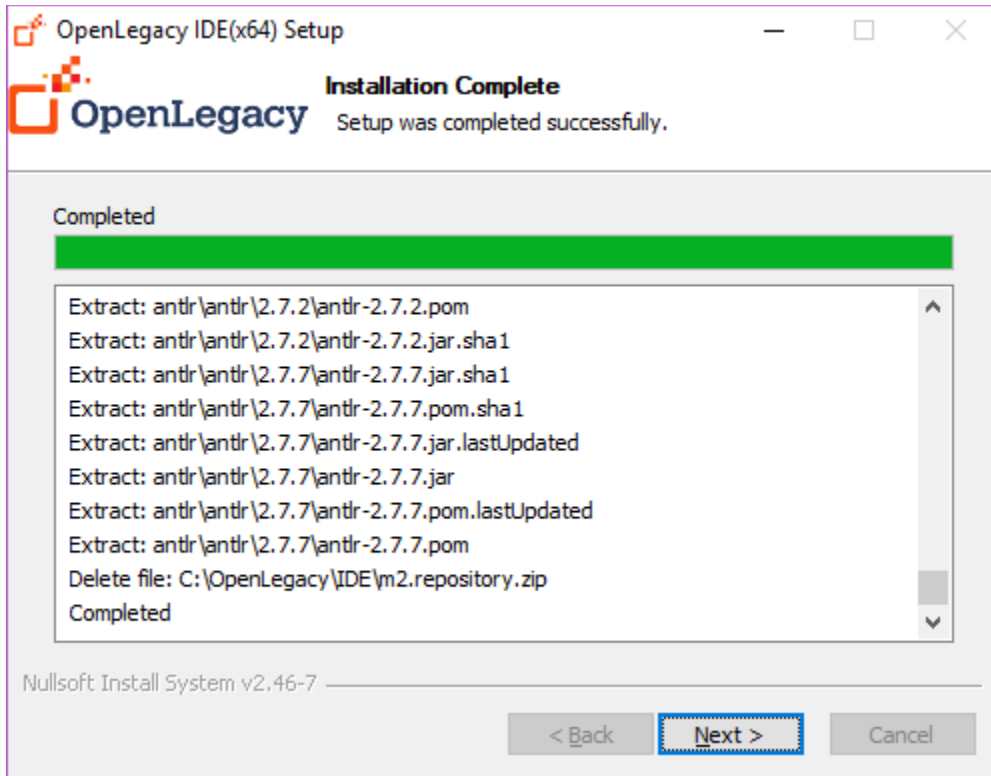 OpenLegacy IDE(x64) Setup
OpenLegacy
Installation Complete
Setup was completed successfully.
Completed
Extract: antlr\antlr\2.7.2\antlr-2.7.2.pom
Extract: antlr\antlr\2.7.2\antlr-2.7.2.jar.sha1
Extract: antlr\antlr\2.7.7\antlr-2.7.7.jar.sha1
Extract: antlr\antlr\2.7.7\antlr-2.7.7.pom.sha1
Extract: antlr\antlr\2.7.7\antlr-2.7.7.jar.lastUpdated
Extract: antlr\antlr\2.7.7\antlr-2.7.7.jar
Extract: antlr\antlr\2.7.7\antlr-2.7.7.pom.lastUpdated
Extract: antlr\antlr\2.7.7\antlr-2.7.7.pom
Delete file: C:\OpenLegacy\IDE\m2.repository.zip
Completed
Nullsoft Install System v2.46-7
< Back
Next >
Cancel